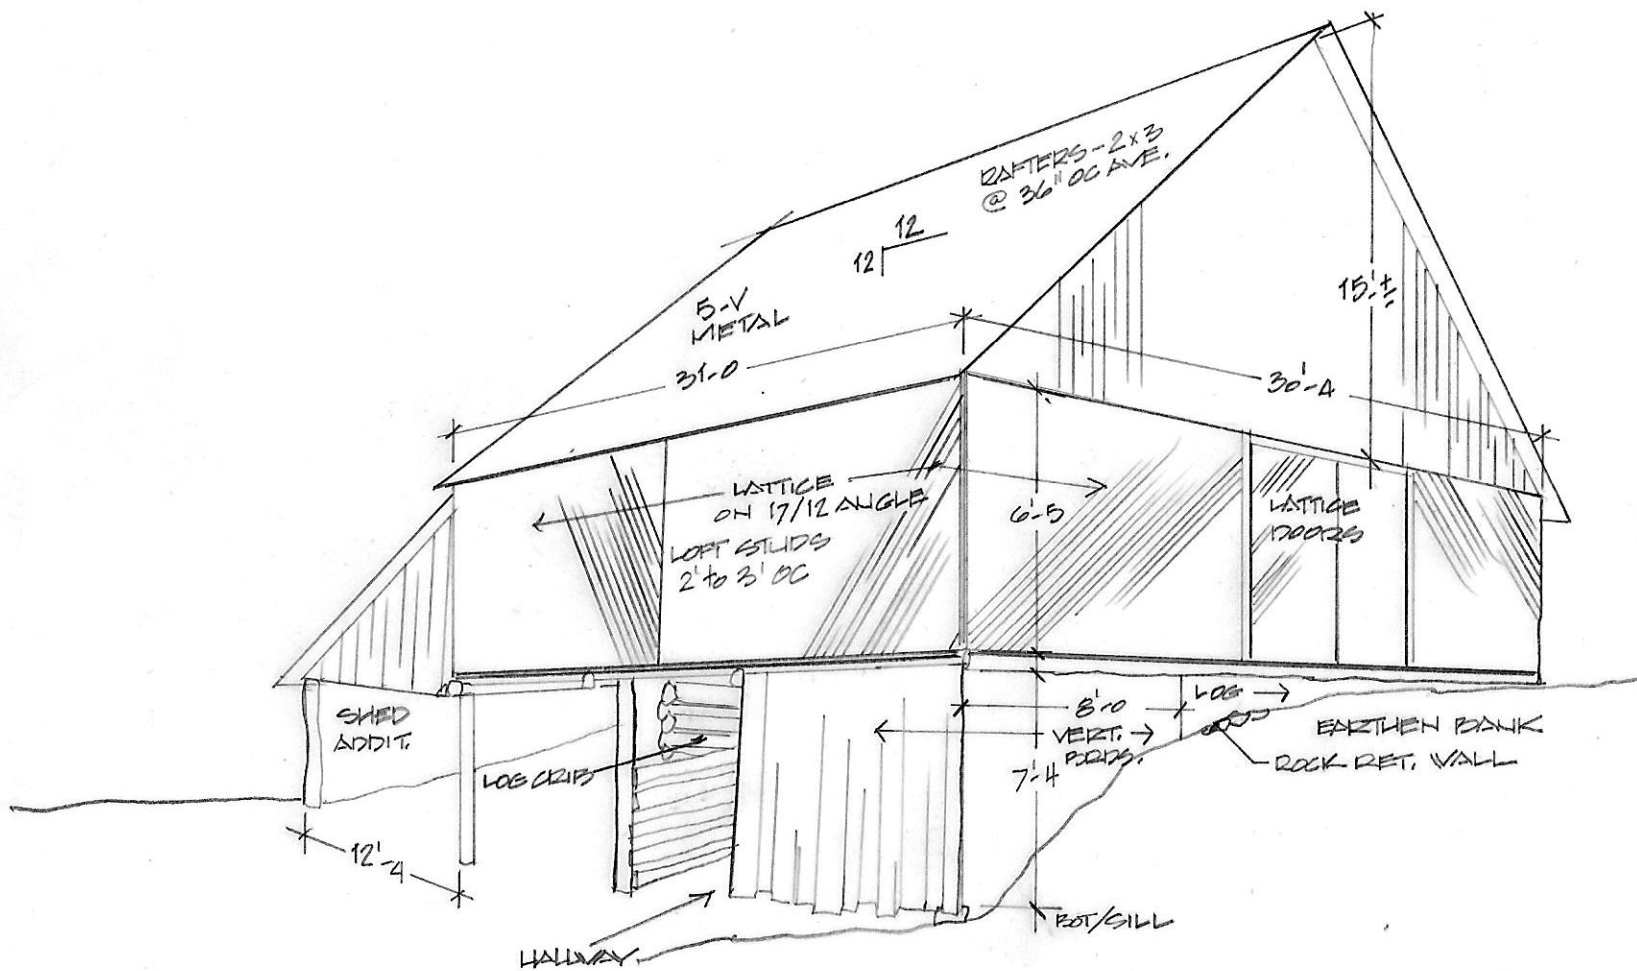 RAFTERS - 2x3
@ 36" OC AVE.
12
12
5-V
METAL
15'±
31'-0
30'-4
LATTICE
ON 17/12 ANGLE
LOFT STUDS
2' to 3' OC
6'-5
LATTICE
DOORS
SHED
ADDIT.
LOG CRIB
8'-0
LOG
VERT.
BRDS.
7'-4
EARTHEN BANK
ROCK RET. WALL
12'-4
BOT/SILL
HALLWAY